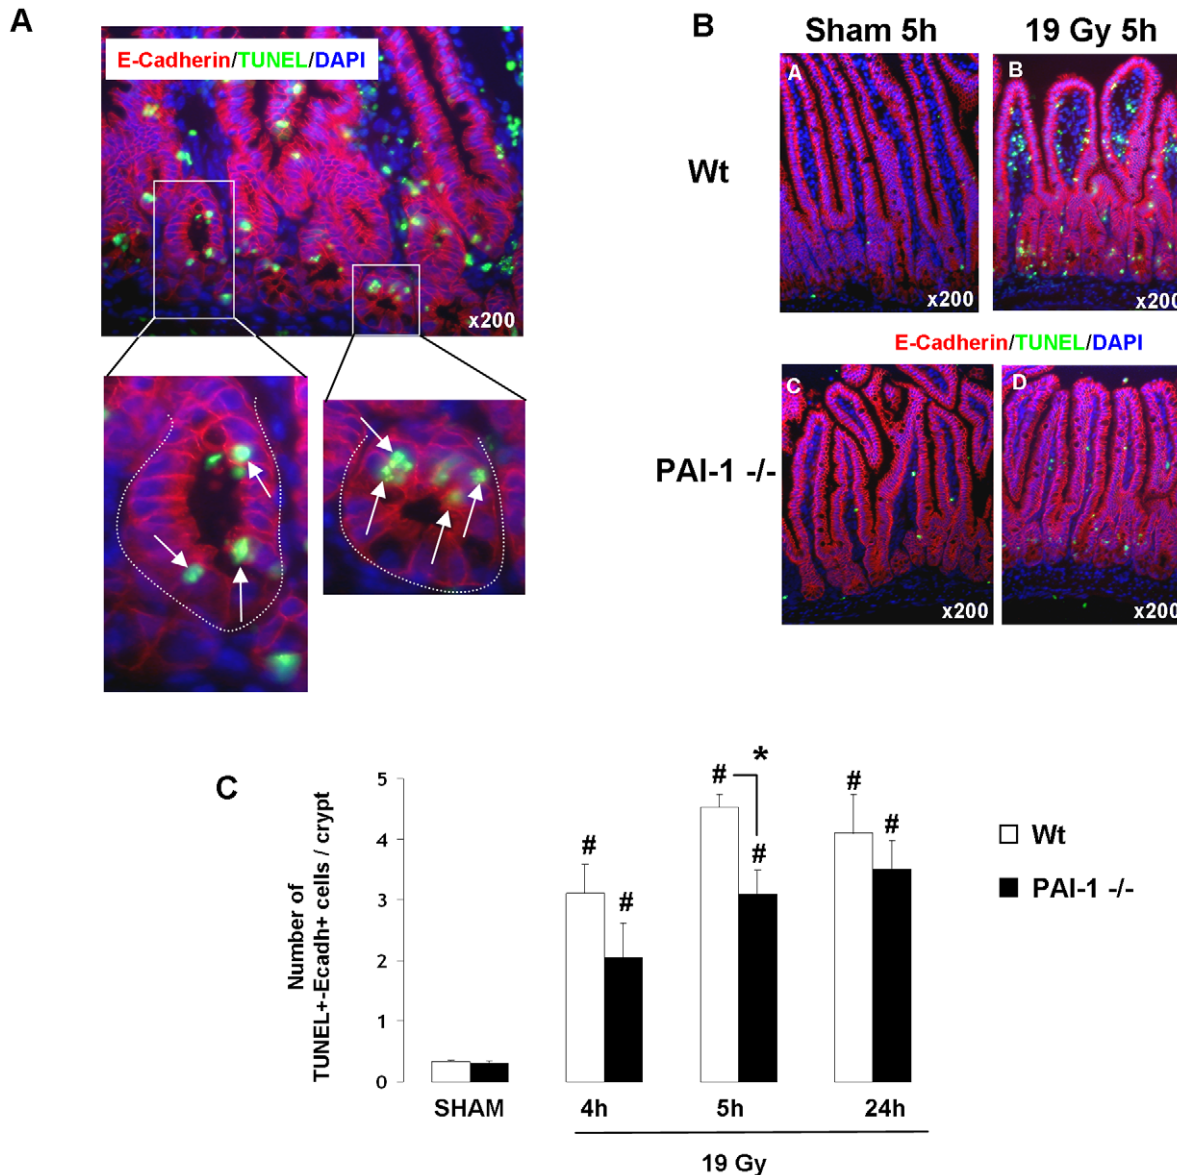 A
E-Cadherin/TUNEL/DAPI
x200
B
Sham 5h
19 Gy 5h
Wt
A
x200
B
x200
E-Cadherin/TUNEL/DAPI
PAI-1 -/-
C
x200
D
x200
C
Number of
TUNEL+-Ecadh+ cells / crypt
5
4
3
2
1
0
#
#
#
*
#
#
#
SHAM
4h
5h
24h
19 Gy
Wt
PAI-1 -/-